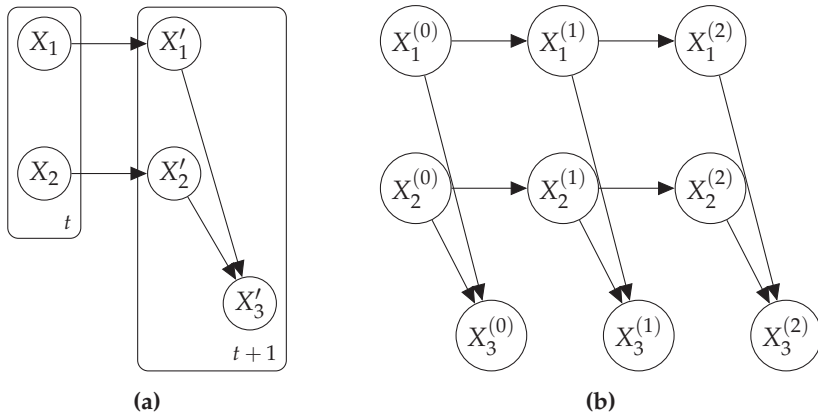 X₁ X′₁ X₁⁽⁰⁾ X₁⁽¹⁾ X₁⁽²⁾
X₂ X′₂ X₂⁽⁰⁾ X₂⁽¹⁾ X₂⁽²⁾
t
X′₃ X₃⁽⁰⁾ X₃⁽¹⁾ X₃⁽²⁾
t + 1
(a) (b)